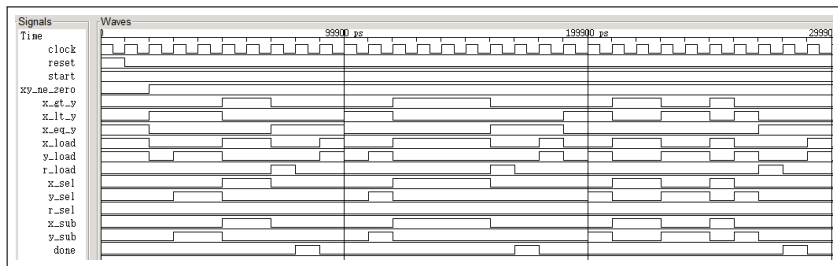 Signals Waves
Time 99900 ps 199900 ps 29990
clock
reset
start
xy_ne_zero
x_gt_y
x_lt_y
x_eq_y
x_load
y_load
r_load
x_sel
y_sel
r_sel
x_sub
y_sub
done